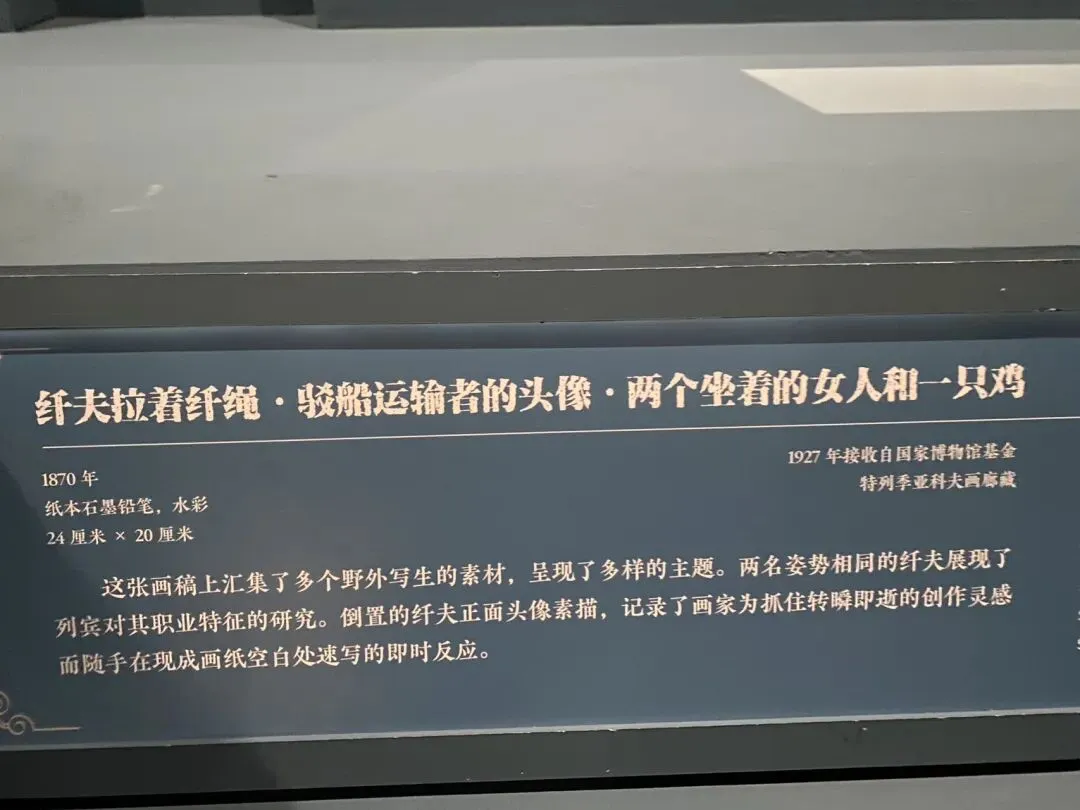 纤夫拉着纤绳·驳船运输者的头像·两个坐着的女人和一只鸡
1870 年
纸本石墨铅笔，水彩
24 厘米 × 20 厘米
1927 年接收自国家博物馆基金
特列季亚科夫画廊藏
这张画稿上汇集了多个野外写生的素材，呈现了多样的主题。两名姿势相同的纤夫展现了
列宾对其职业特征的研究。倒置的纤夫正面头像素描，记录了画家为抓住转瞬即逝的创作灵感
而随手在现成画纸空白处速写的即时反应。